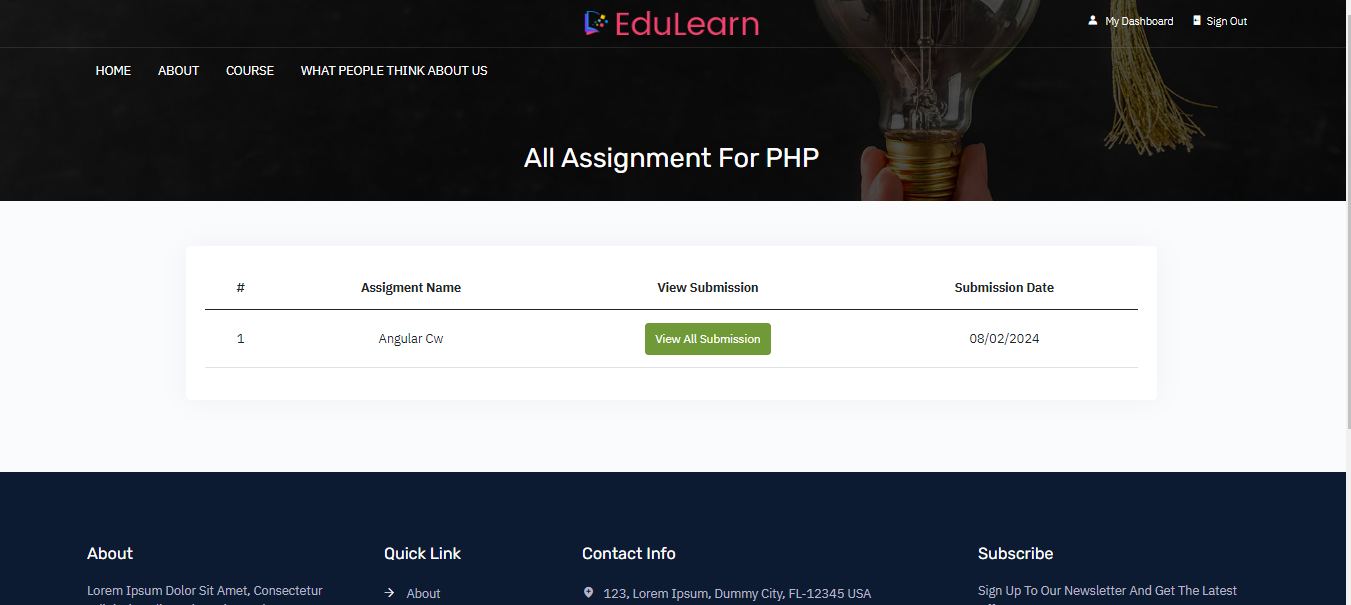 EduLearn
My Dashboard Sign Out
HOME ABOUT COURSE WHAT PEOPLE THINK ABOUT US
All Assignment For PHP
# Assigment Name View Submission Submission Date
1 Angular Cw View All Submission 08/02/2024
About Quick Link Contact Info Subscribe
Lorem Ipsum Dolor Sit Amet, Consectetur About 123, Lorem Ipsum, Dummy City, FL-12345 USA Sign Up To Our Newsletter And Get The Latest